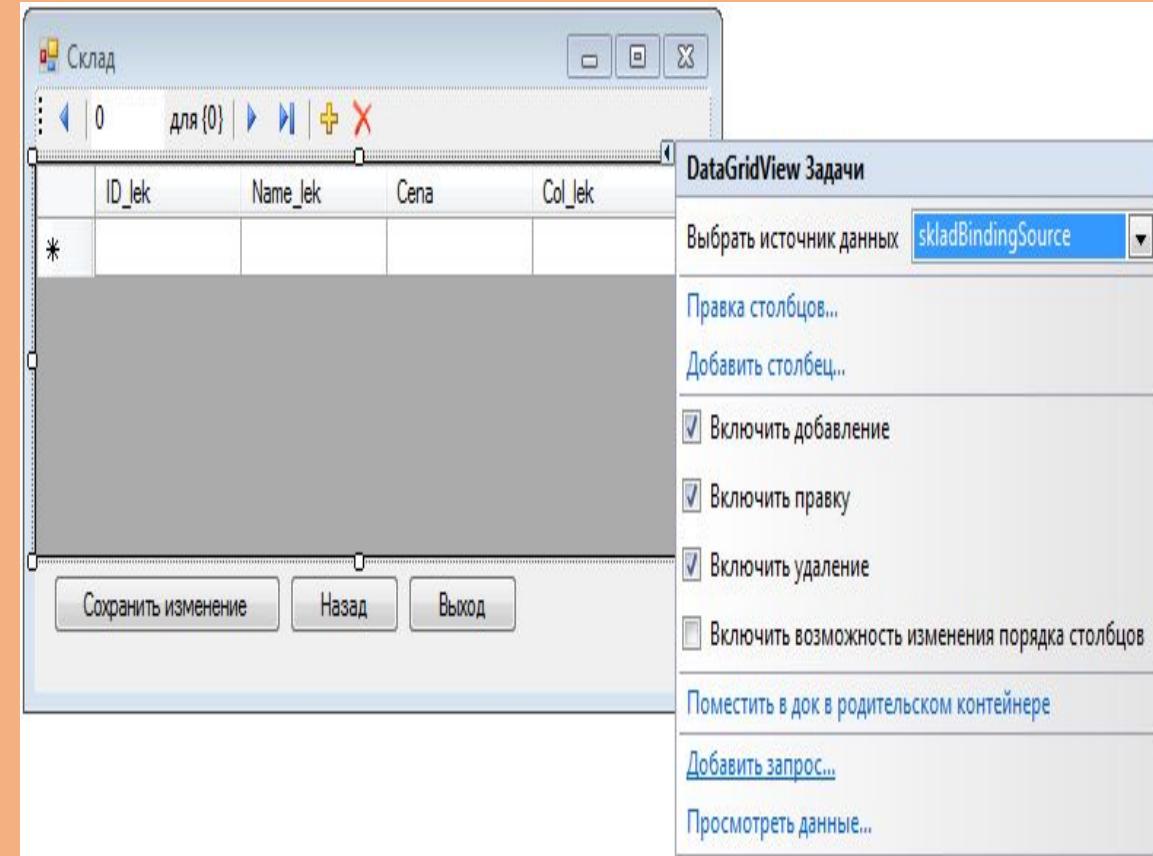 Склад
0 для {0}
ID_lek Name_lek Cena Col_lek
Сохранить изменение Назад Выход
DataGridView Задачи
Выбрать источник данных skladBindingSource
Правка столбцов...
Добавить столбец...
Включить добавление
Включить правку
Включить удаление
Включить возможность изменения порядка столбцов
Поместить в док в родительском контейнере
Добавить запрос...
Просмотреть данные...